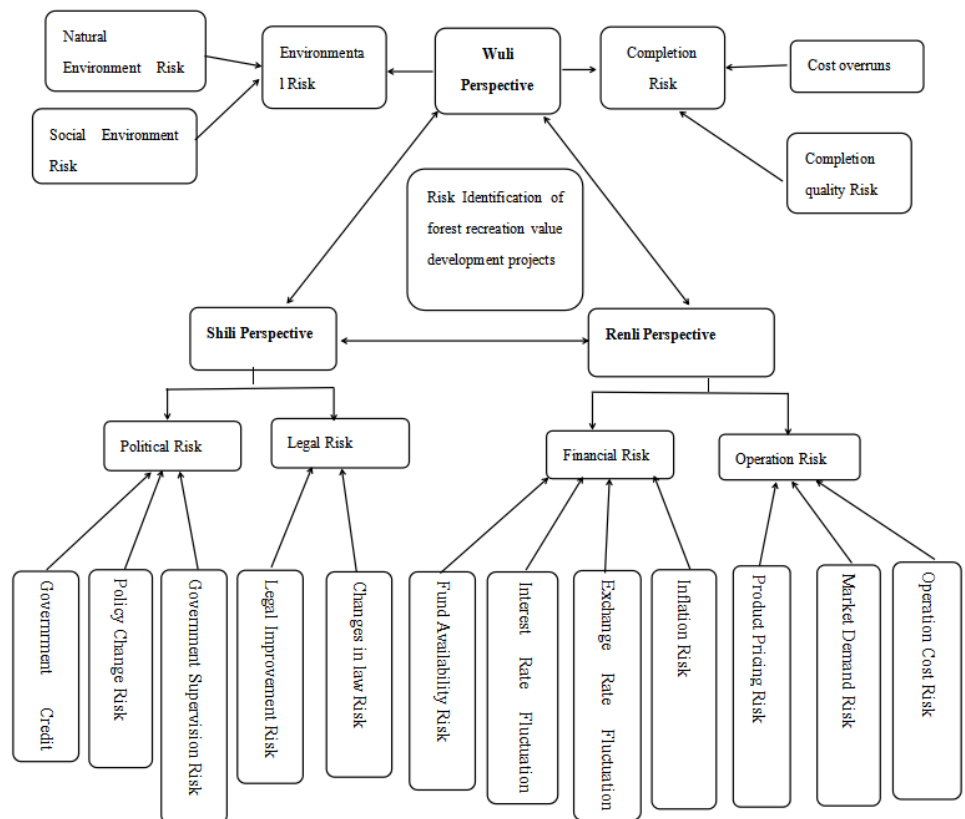 Natural
Environment Risk
Social Environment
Risk
Environmenta
l Risk
Wuli
Perspective
Completion
Risk
Cost overruns
Completion
quality Risk
Risk Identification of
forest recreation value
development projects
Shili Perspective
Renli Perspective
Political Risk
Legal Risk
Financial Risk
Operation Risk
Government Credit
Policy Change Risk
Government Supervision Risk
Legal Improvement Risk
Changes in law Risk
Fund Availability Risk
Interest Rate Fluctuation
Exchange Rate Fluctuation
Inflation Risk
Product Pricing Risk
Market Demand Risk
Operation Cost Risk